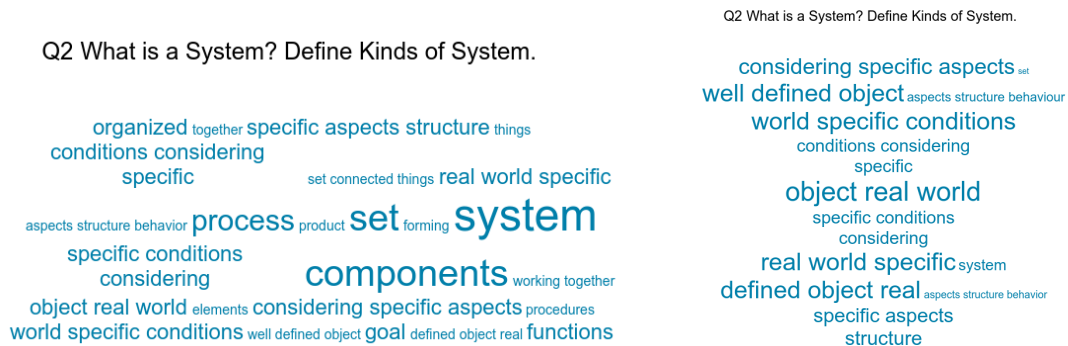 Q2 What is a System? Define Kinds of System.
organized together specific aspects structure things
conditions considering
specific
set connected things real world specific
aspects structure behavior process product set forming system
specific conditions
considering
components working together
object real world elements considering specific aspects procedures
world specific conditions well defined object goal defined object real functions
Q2 What is a System? Define Kinds of System.
considering specific aspects set
well defined object aspects structure behaviour
world specific conditions
conditions considering
specific
object real world
specific conditions
considering
real world specific system
defined object real aspects structure behavior
specific aspects
structure